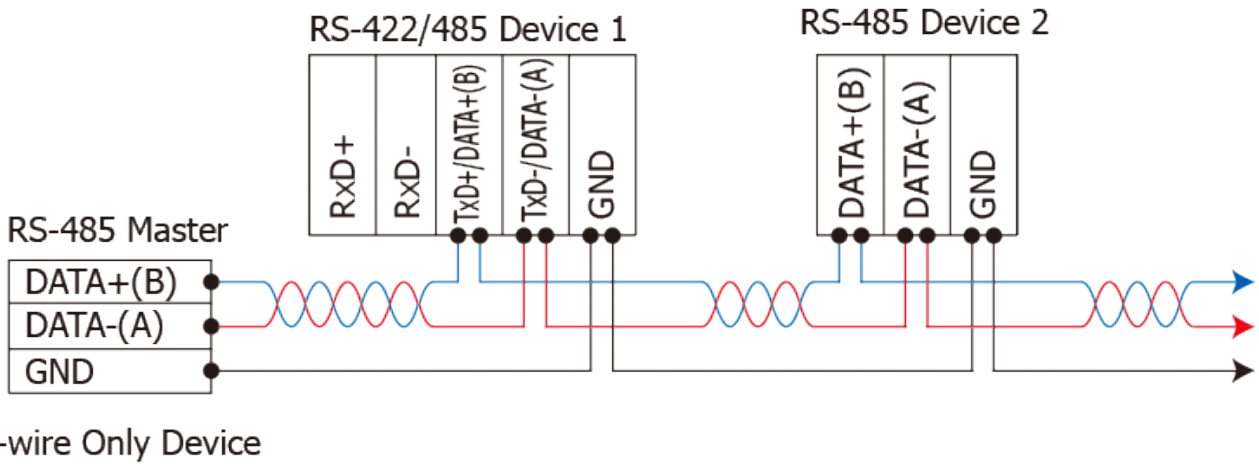 RS-422/485 Device 1
RS-485 Device 2
RxD+
RxD-
TxD+/DATA+(B)
TxD-/DATA-(A)
GND
DATA+(B)
DATA-(A)
GND
RS-485 Master
DATA+(B)
DATA-(A)
GND
-wire Only Device